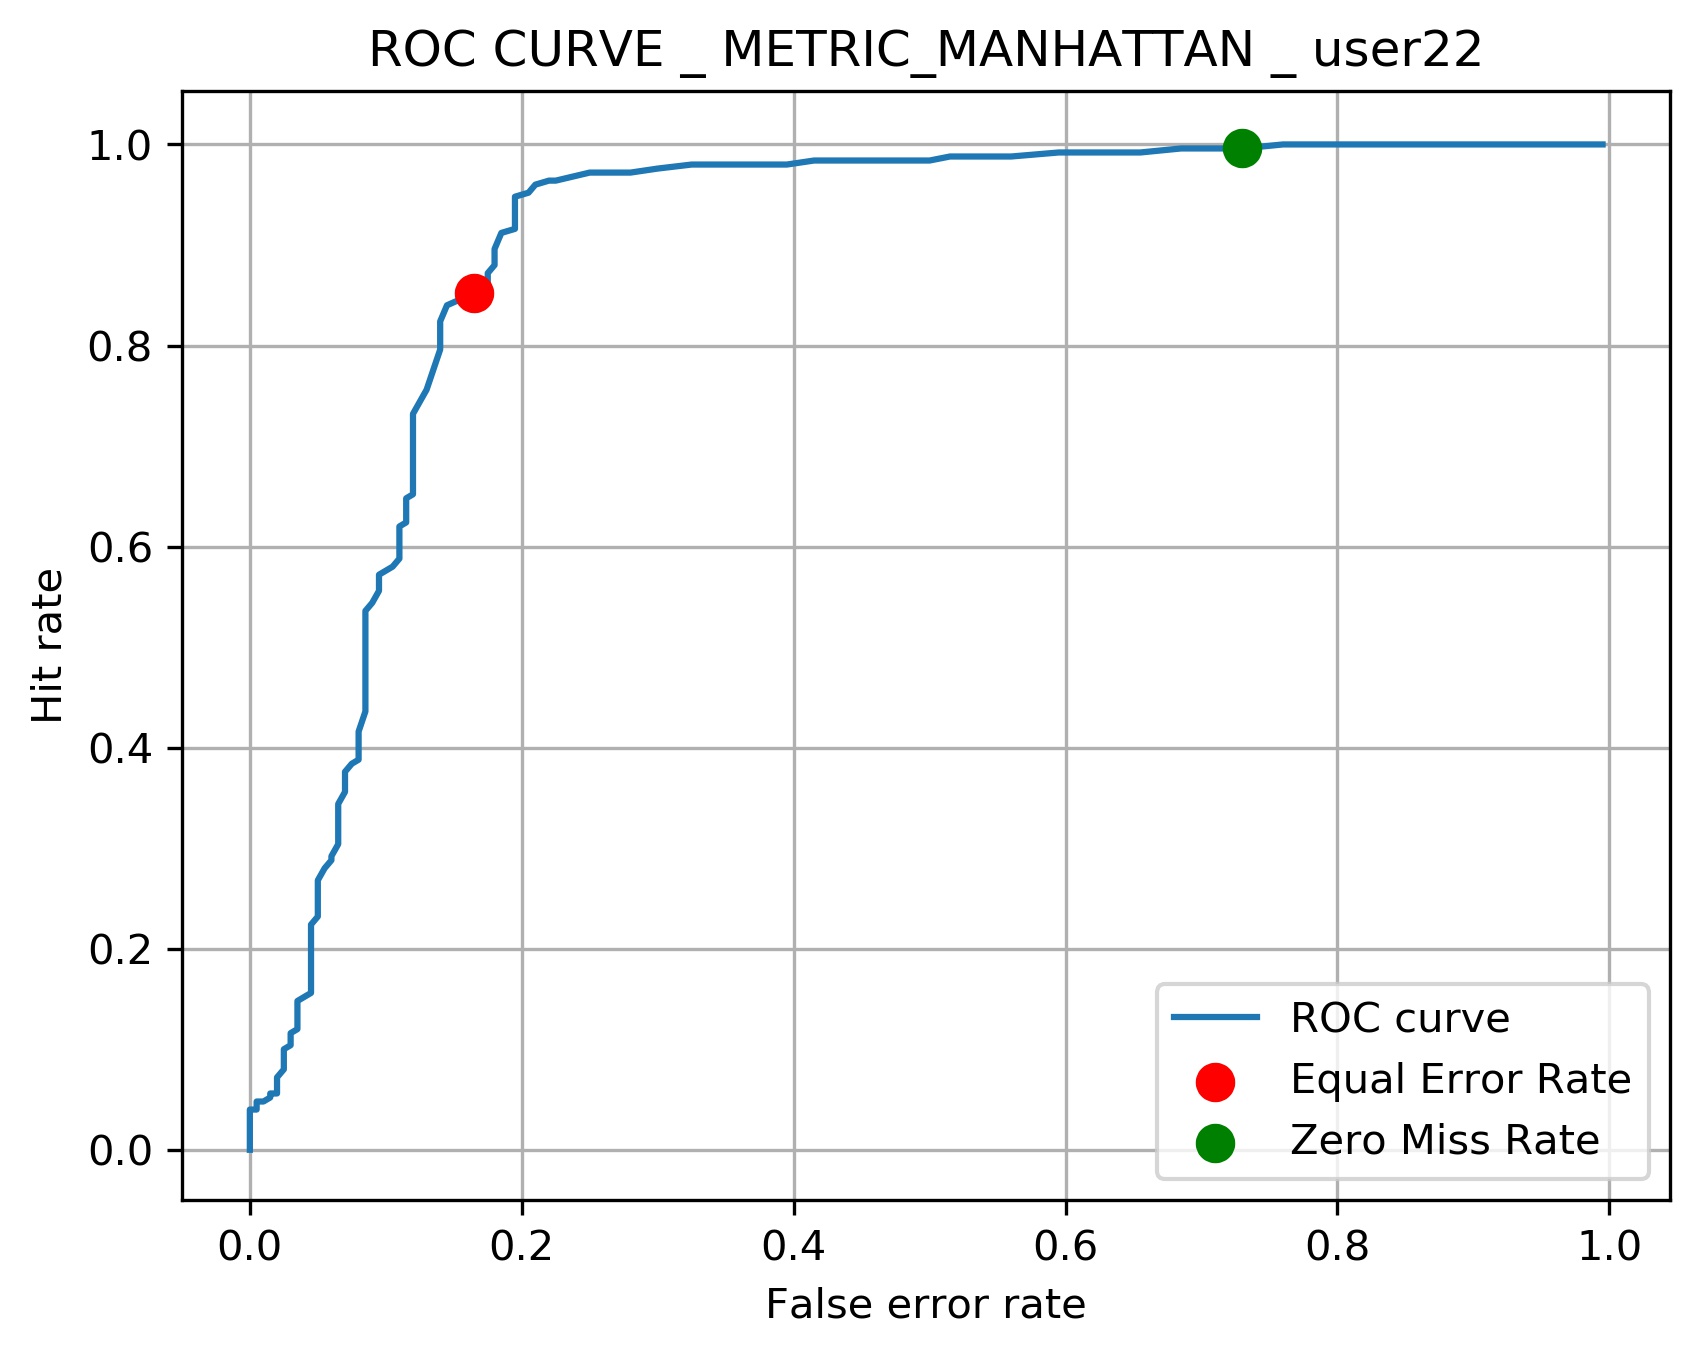 ROC CURVE _ METRIC_MANHATTAN _ user22
1.0
0.8
0.6
0.4
0.2
0.0
Hit rate
ROC curve
Equal Error Rate
Zero Miss Rate
0.0 0.2 0.4 0.6 0.8 1.0
False error rate